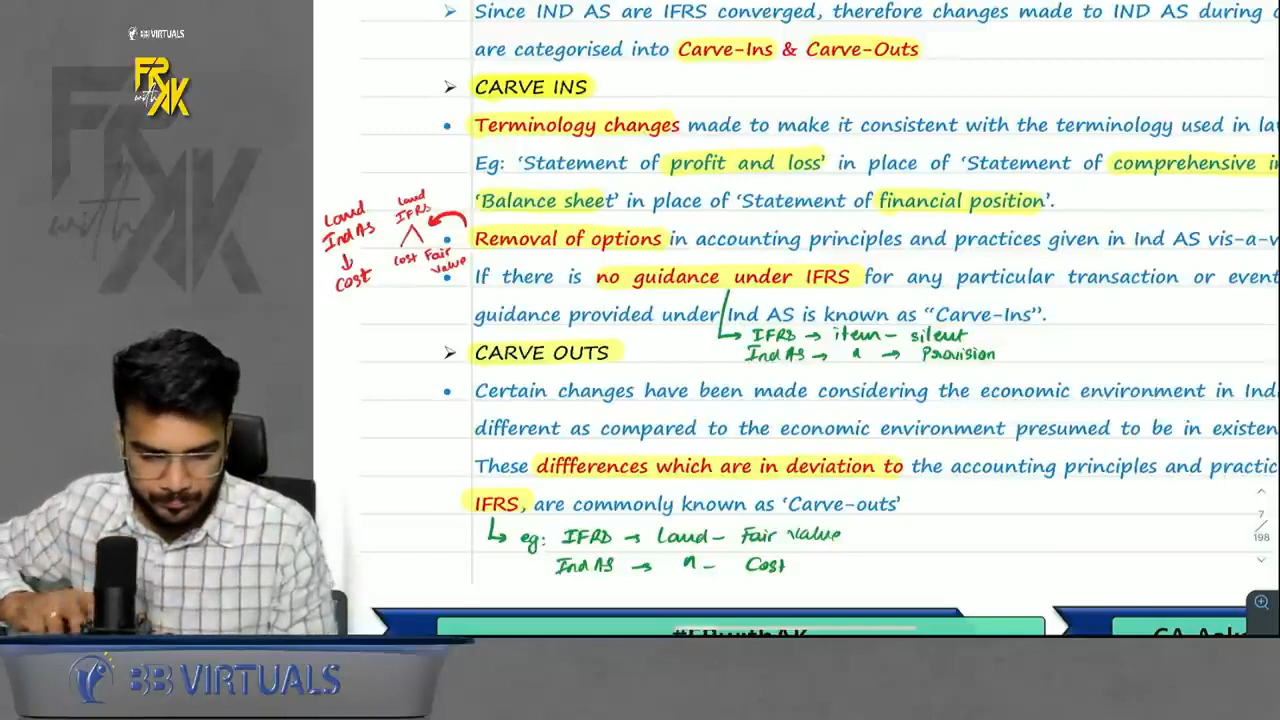 BB VIRTUALS
FR
with
AK
Since IND AS are IFRS converged, therefore changes made to IND AS during
are categorised into Carve-Ins & Carve-Outs
CARVE INS
Terminology changes made to make it consistent with the terminology used in
Eg: ‘Statement of profit and loss’ in place of ‘Statement of comprehensive
‘Balance sheet’ in place of ‘Statement of financial position’.
Land
IFRS
Cost Fair
Value
Land
Ind AS
↓
Cost
Removal of options in accounting principles and practices given in Ind AS
If there is no guidance under IFRS for any particular transaction or
guidance provided under Ind AS is known as “Carve-Ins”.
IFRS → item – silent
Ind AS → " → Provision
CARVE OUTS
Certain changes have been made considering the economic environment in
different as compared to the economic environment presumed to be in
These diffferences which are in deviation to the accounting principles and
IFRS, are commonly known as ‘Carve-outs’
eg: IFRS → Land – Fair Value
Ind AS → " – Cost
7
198
#FRwithAK
BB VIRTUALS